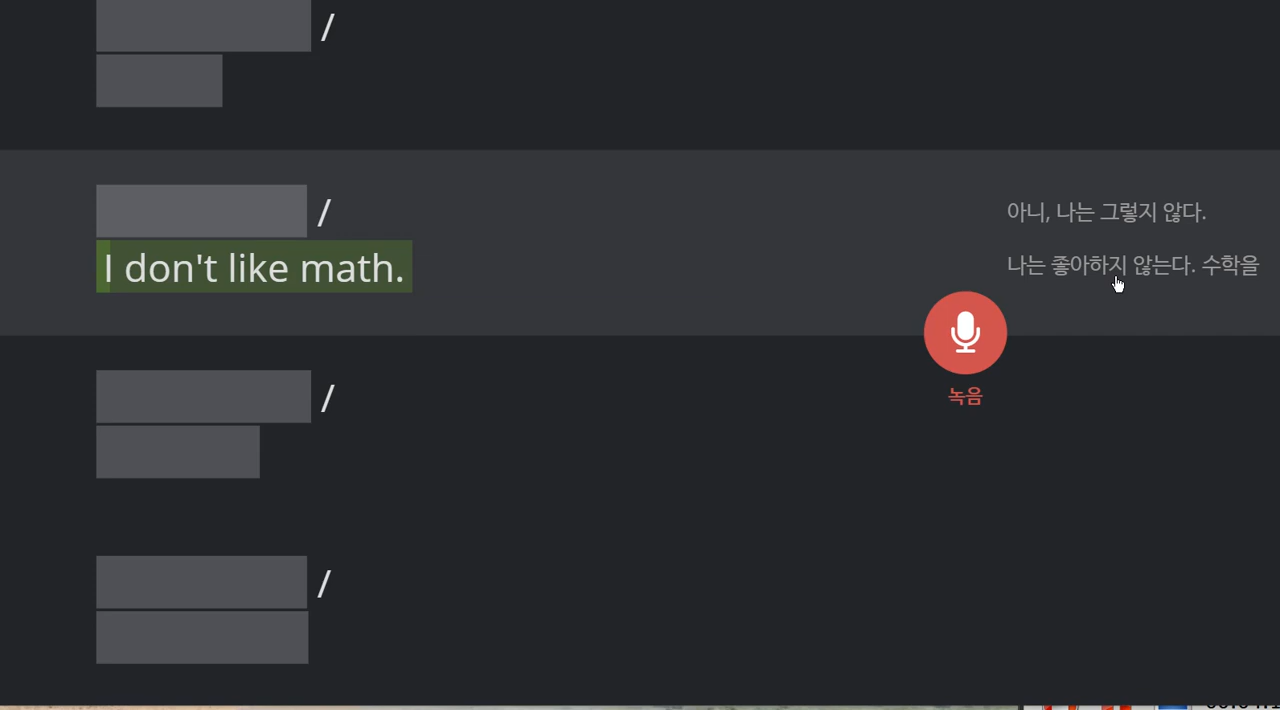 /
/
아니, 나는 그렇지 않다.
I don't like math.
나는 좋아하지 않는다. 수학을
녹음
/
/